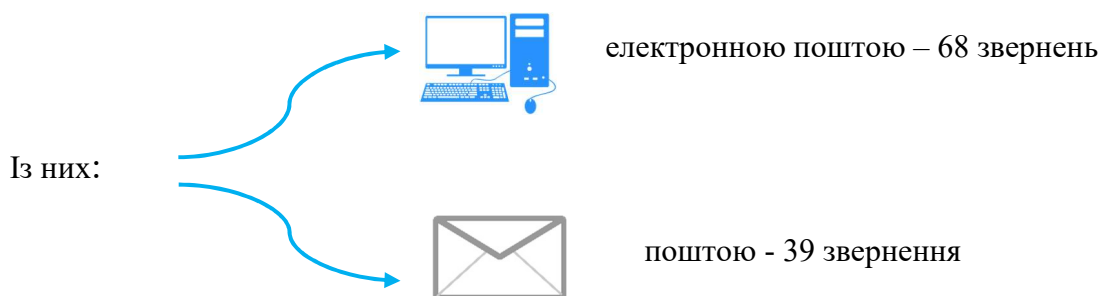 електронною поштою – 68 звернень
Із них:
поштою - 39 звернення